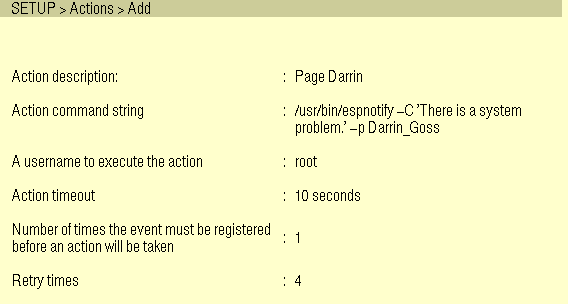 SETUP > Actions > Add
Action description: : Page Darrin
Action command string : /usr/bin/espnotify –C 'There is a system
problem.' –p Darrin_Goss
A username to execute the action : root
Action timeout : 10 seconds
Number of times the event must be registered
before an action will be taken : 1
Retry times : 4